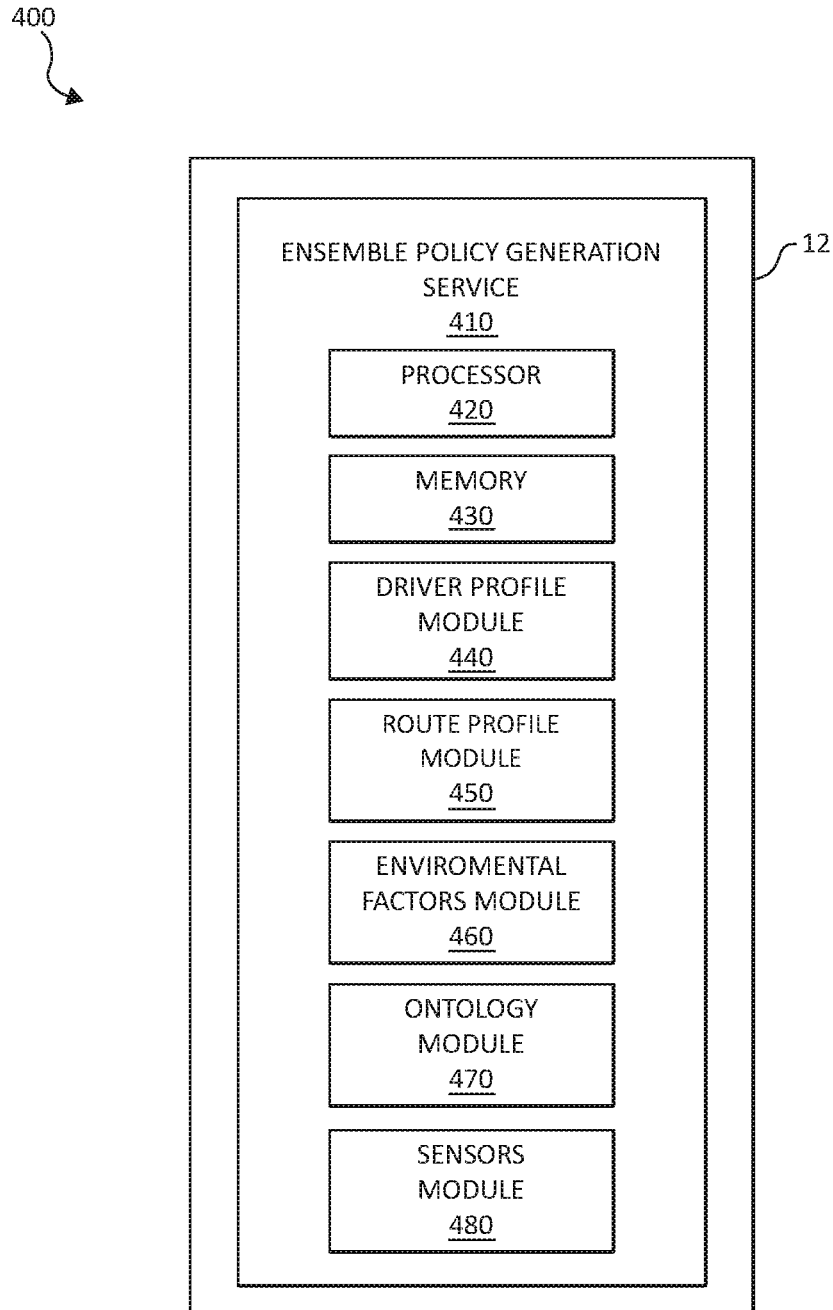 400
12
ENSEMBLE POLICY GENERATION
SERVICE
410
PROCESSOR
420
MEMORY
430
DRIVER PROFILE
MODULE
440
ROUTE PROFILE
MODULE
450
ENVIROMENTAL
FACTORS MODULE
460
ONTOLOGY
MODULE
470
SENSORS
MODULE
480